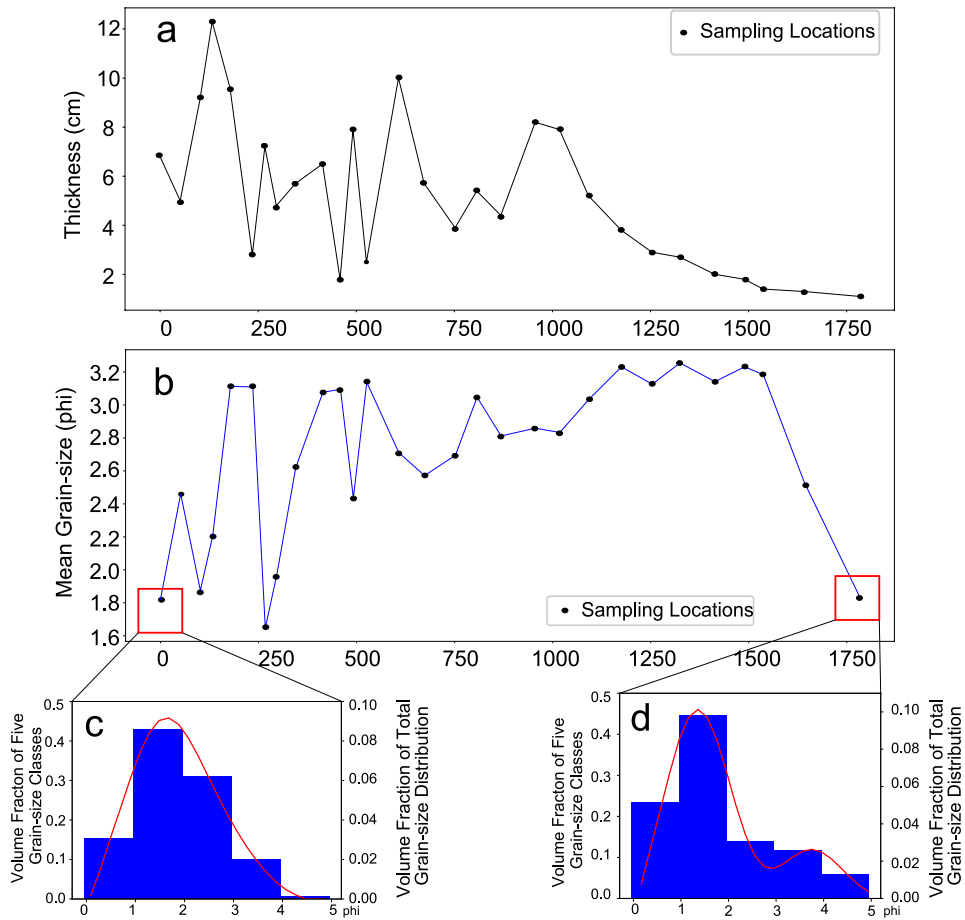 a
Sampling Locations
Thickness (cm)
12
10
8
6
4
2
0 250 500 750 1000 1250 1500 1750
b
Mean Grain-size (phi)
3.2
3.0
2.8
2.6
2.4
2.2
2.0
1.8
1.6
Sampling Locations
0 250 500 750 1000 1250 1500 1750
c
Volume Fracton of Five
Grain-size Classes
0.5
0.4
0.3
0.2
0.1
0.0
0 1 2 3 4 5 phi
0.10
0.08
0.06
0.04
0.02
0.00
Volume Fraction of Total
Grain-size Distribution
d
Volume Fracton of Five
Grain-size Classes
0.5
0.4
0.3
0.2
0.1
0.0
0 1 2 3 4 5 phi
0.10
0.08
0.06
0.04
0.02
0.00
Volume Fraction of Total
Grain-size Distribution